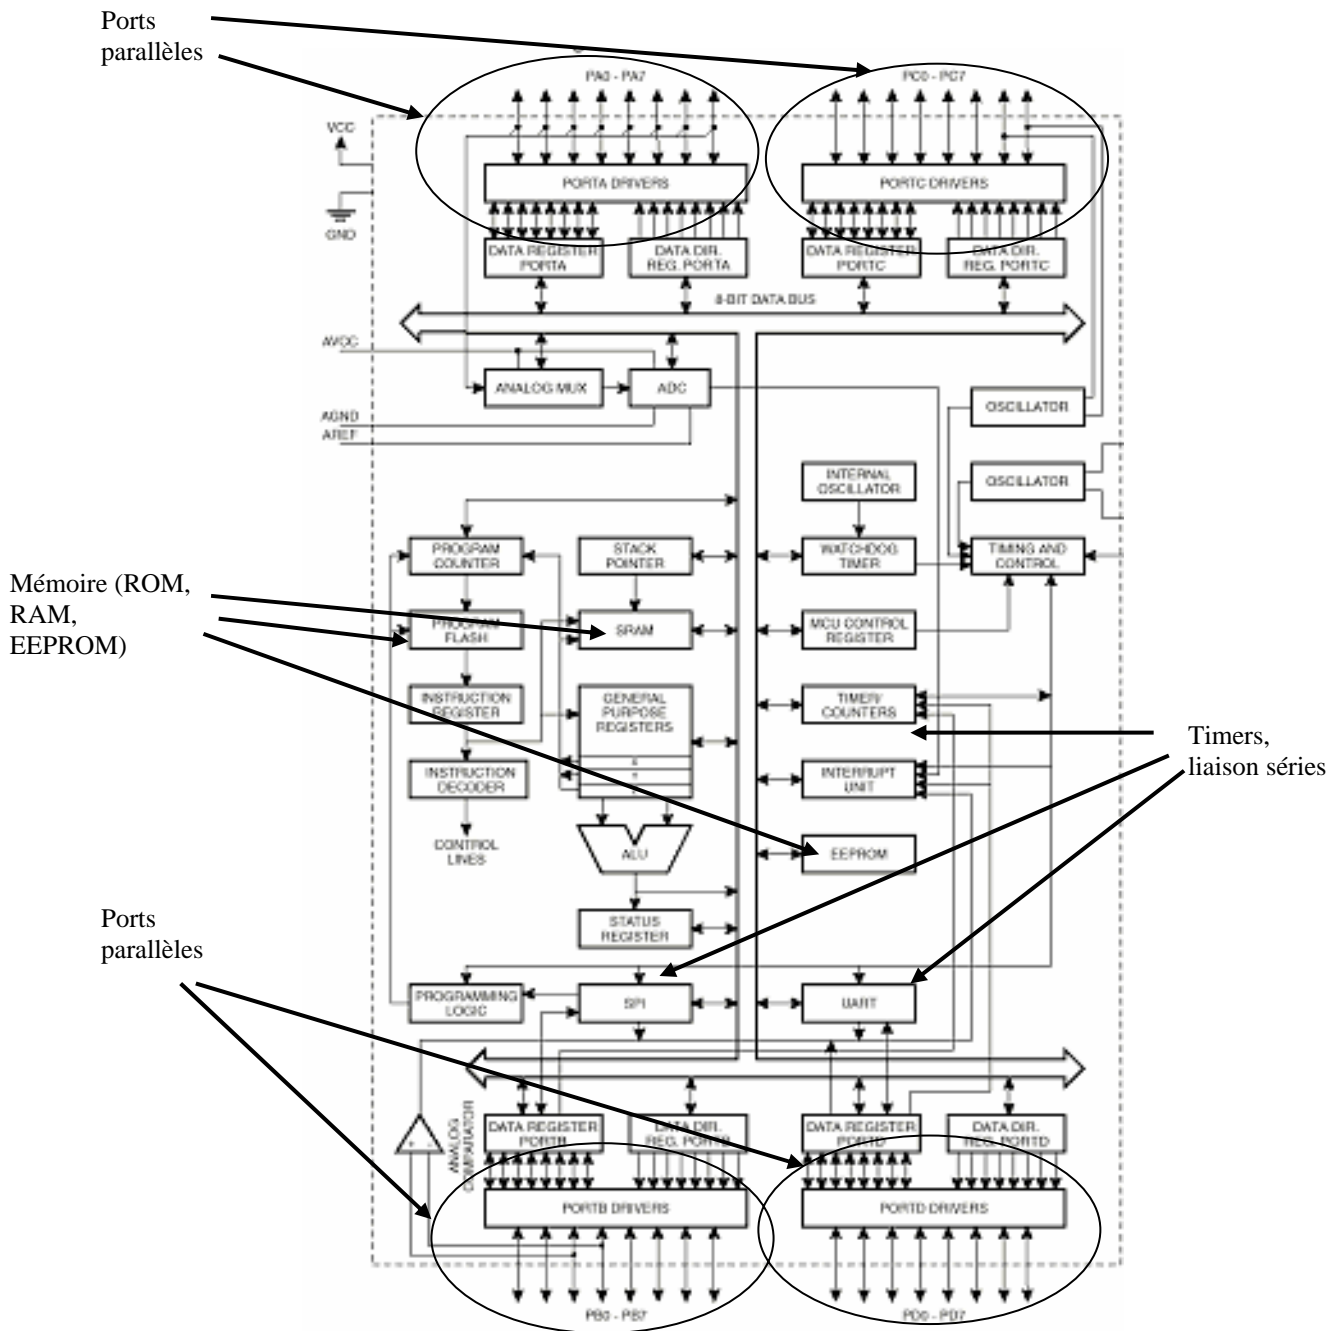 Ports
parallèles
PA0 - PA7
PC0 - PC7
VCC
GND
PORTA DRIVERS
PORTC DRIVERS
DATA REGISTER
PORTA
DATA DIR.
REG. PORTA
DATA REGISTER
PORTC
DATA DIR.
REG. PORTC
8-BIT DATA BUS
AVCC
ANALOG MUX
ADC
AGND
AREF
OSCILLATOR
INTERNAL
OSCILLATOR
OSCILLATOR
PROGRAM
COUNTER
STACK
POINTER
WATCHDOG
TIMER
TIMING AND
CONTROL
Mémoire (ROM,
RAM,
EEPROM)
PROGRAM
FLASH
SRAM
MCU CONTROL
REGISTER
INSTRUCTION
REGISTER
GENERAL
PURPOSE
REGISTERS
X
Y
Z
TIMER/
COUNTERS
Timers,
liaison séries
INSTRUCTION
DECODER
INTERRUPT
UNIT
CONTROL
LINES
ALU
EEPROM
STATUS
REGISTER
Ports
parallèles
PROGRAMMING
LOGIC
SPI
UART
ANALOG
COMPARATOR
+ -
DATA REGISTER
PORTB
DATA DIR.
REG. PORTB
DATA REGISTER
PORTD
DATA DIR.
REG. PORTD
PORTB DRIVERS
PORTD DRIVERS
PB0 - PB7
PD0 - PD7